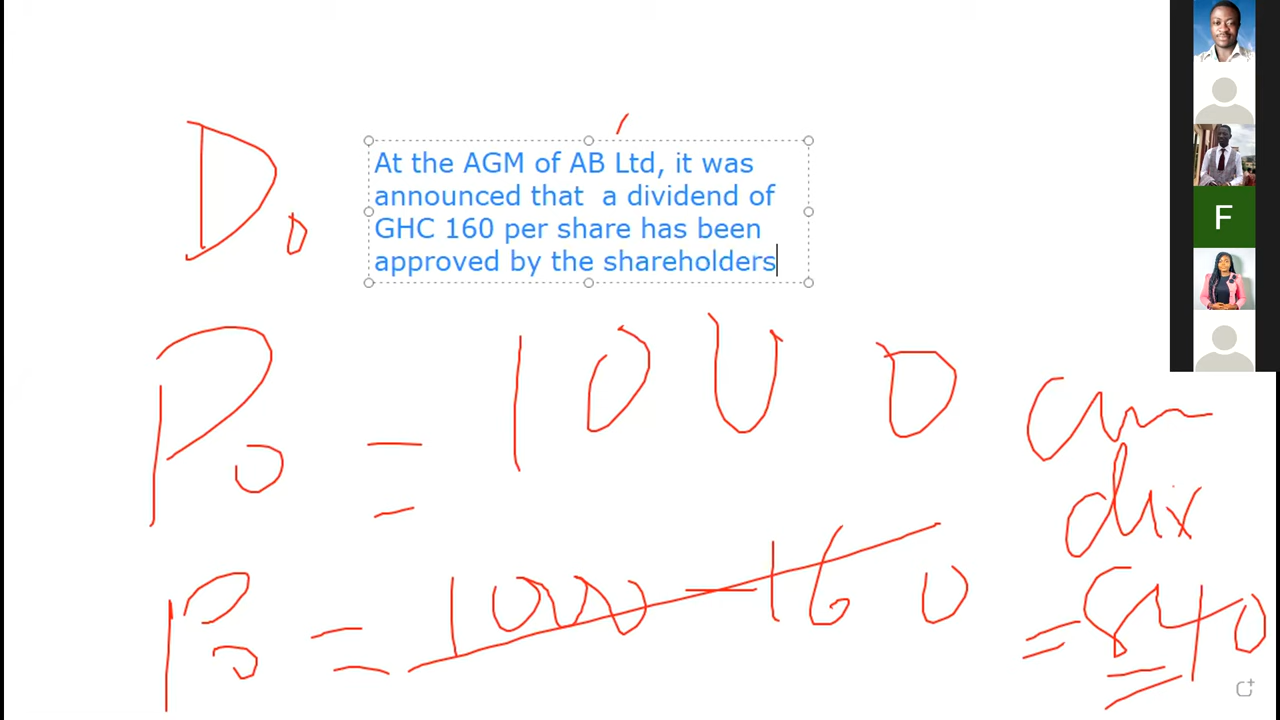 D0
At the AGM of AB Ltd, it was
announced that a dividend of
GHC 160 per share has been
approved by the shareholders
P0 = 1000 cum
div
P0 = 1000 - 160 = 840
F